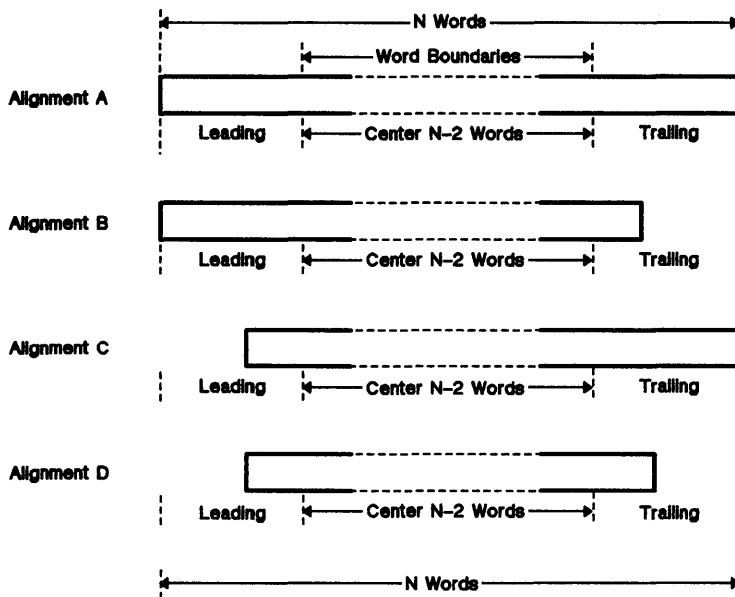 N Words
Word Boundaries
Alignment A
Leading Center N-2 Words Trailing
Alignment B
Leading Center N-2 Words Trailing
Alignment C
Leading Center N-2 Words Trailing
Alignment D
Leading Center N-2 Words Trailing
N Words